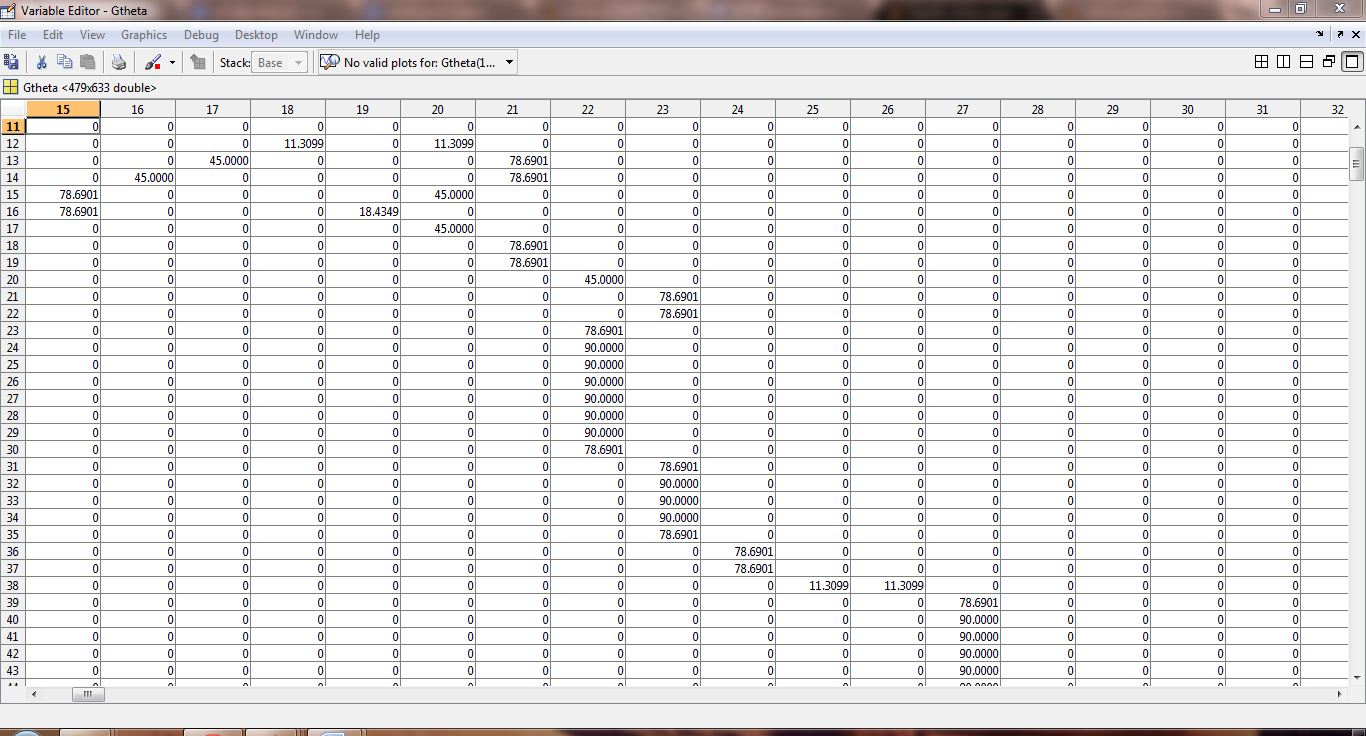 Variable Editor - Gtheta
File Edit View Graphics Debug Desktop Window Help
Stack: Base No valid plots for: Gtheta(1...
Gtheta <479x633 double>
15 16 17 18 19 20 21 22 23 24 25 26 27 28 29 30 31 32
11 0 0 0 0 0 0 0 0 0 0 0 0 0 0 0 0 0
12 0 0 0 11.3099 0 11.3099 0 0 0 0 0 0 0 0 0 0 0
13 0 0 45.0000 0 0 0 78.6901 0 0 0 0 0 0 0 0 0 0
14 0 45.0000 0 0 0 0 78.6901 0 0 0 0 0 0 0 0 0 0
15 78.6901 0 0 0 0 45.0000 0 0 0 0 0 0 0 0 0 0 0
16 78.6901 0 0 0 18.4349 0 0 0 0 0 0 0 0 0 0 0 0
17 0 0 0 0 0 45.0000 0 0 0 0 0 0 0 0 0 0 0
18 0 0 0 0 0 0 78.6901 0 0 0 0 0 0 0 0 0 0
19 0 0 0 0 0 0 78.6901 0 0 0 0 0 0 0 0 0 0
20 0 0 0 0 0 0 0 45.0000 0 0 0 0 0 0 0 0 0
21 0 0 0 0 0 0 0 0 78.6901 0 0 0 0 0 0 0 0
22 0 0 0 0 0 0 0 0 78.6901 0 0 0 0 0 0 0 0
23 0 0 0 0 0 0 0 78.6901 0 0 0 0 0 0 0 0 0
24 0 0 0 0 0 0 0 90.0000 0 0 0 0 0 0 0 0 0
25 0 0 0 0 0 0 0 90.0000 0 0 0 0 0 0 0 0 0
26 0 0 0 0 0 0 0 90.0000 0 0 0 0 0 0 0 0 0
27 0 0 0 0 0 0 0 90.0000 0 0 0 0 0 0 0 0 0
28 0 0 0 0 0 0 0 90.0000 0 0 0 0 0 0 0 0 0
29 0 0 0 0 0 0 0 90.0000 0 0 0 0 0 0 0 0 0
30 0 0 0 0 0 0 0 78.6901 0 0 0 0 0 0 0 0 0
31 0 0 0 0 0 0 0 0 78.6901 0 0 0 0 0 0 0 0
32 0 0 0 0 0 0 0 0 90.0000 0 0 0 0 0 0 0 0
33 0 0 0 0 0 0 0 0 90.0000 0 0 0 0 0 0 0 0
34 0 0 0 0 0 0 0 0 90.0000 0 0 0 0 0 0 0 0
35 0 0 0 0 0 0 0 0 78.6901 0 0 0 0 0 0 0 0
36 0 0 0 0 0 0 0 0 0 78.6901 0 0 0 0 0 0 0
37 0 0 0 0 0 0 0 0 0 78.6901 0 0 0 0 0 0 0
38 0 0 0 0 0 0 0 0 0 0 11.3099 11.3099 0 0 0 0 0
39 0 0 0 0 0 0 0 0 0 0 0 0 78.6901 0 0 0 0
40 0 0 0 0 0 0 0 0 0 0 0 0 90.0000 0 0 0 0
41 0 0 0 0 0 0 0 0 0 0 0 0 90.0000 0 0 0 0
42 0 0 0 0 0 0 0 0 0 0 0 0 90.0000 0 0 0 0
43 0 0 0 0 0 0 0 0 0 0 0 0 90.0000 0 0 0 0